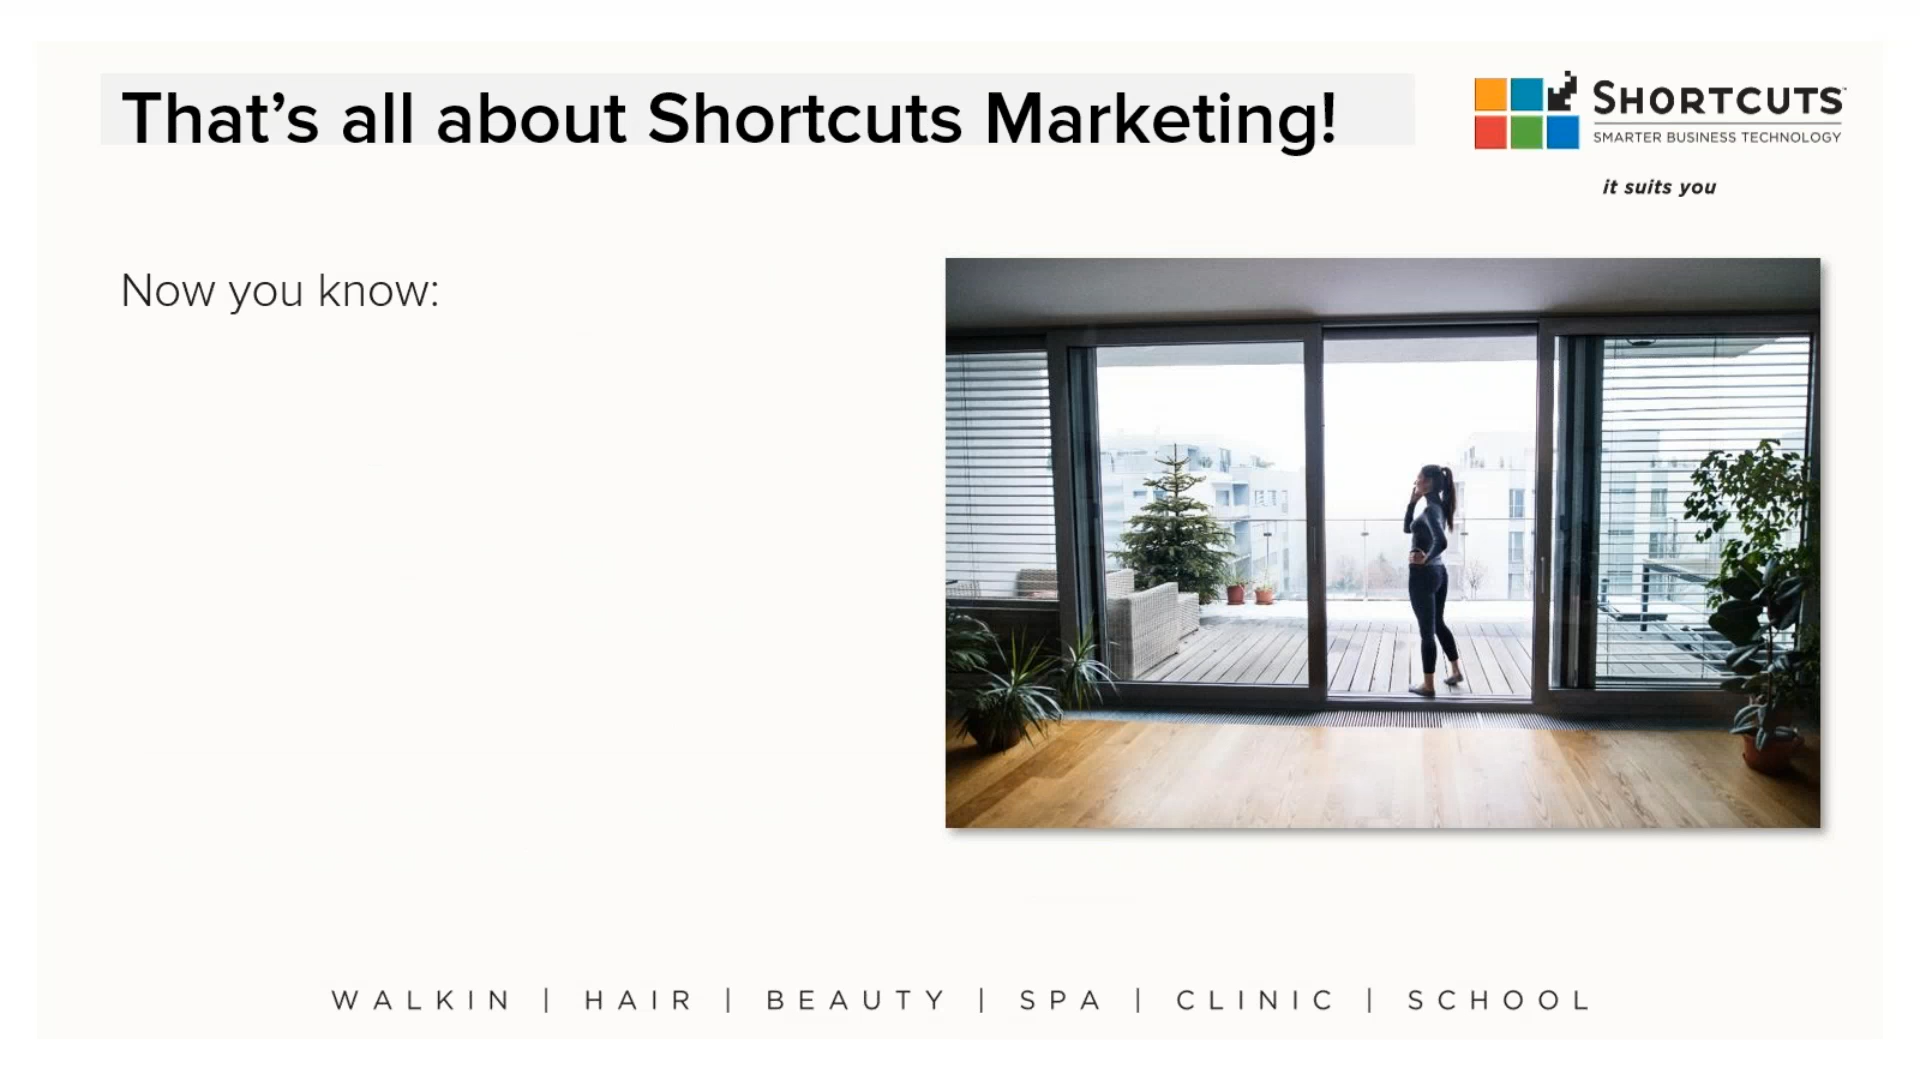 That’s all about Shortcuts Marketing!
SHORTCUTS™
SMARTER BUSINESS TECHNOLOGY
it suits you
Now you know:
WALKIN | HAIR | BEAUTY | SPA | CLINIC | SCHOOL